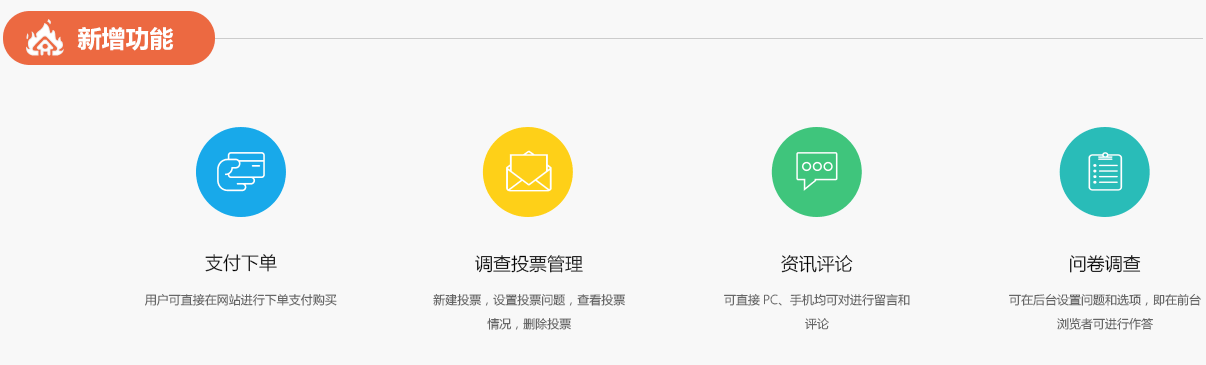 新增功能
支付下单
调查投票管理
资讯评论
问卷调查
用户可直接在网站进行下单支付购买
新建投票，设置投票问题，查看投票
情况，删除投票
可直接 PC、手机均可对进行留言和
评论
可在后台设置问题和选项，即在前台
浏览者可进行作答